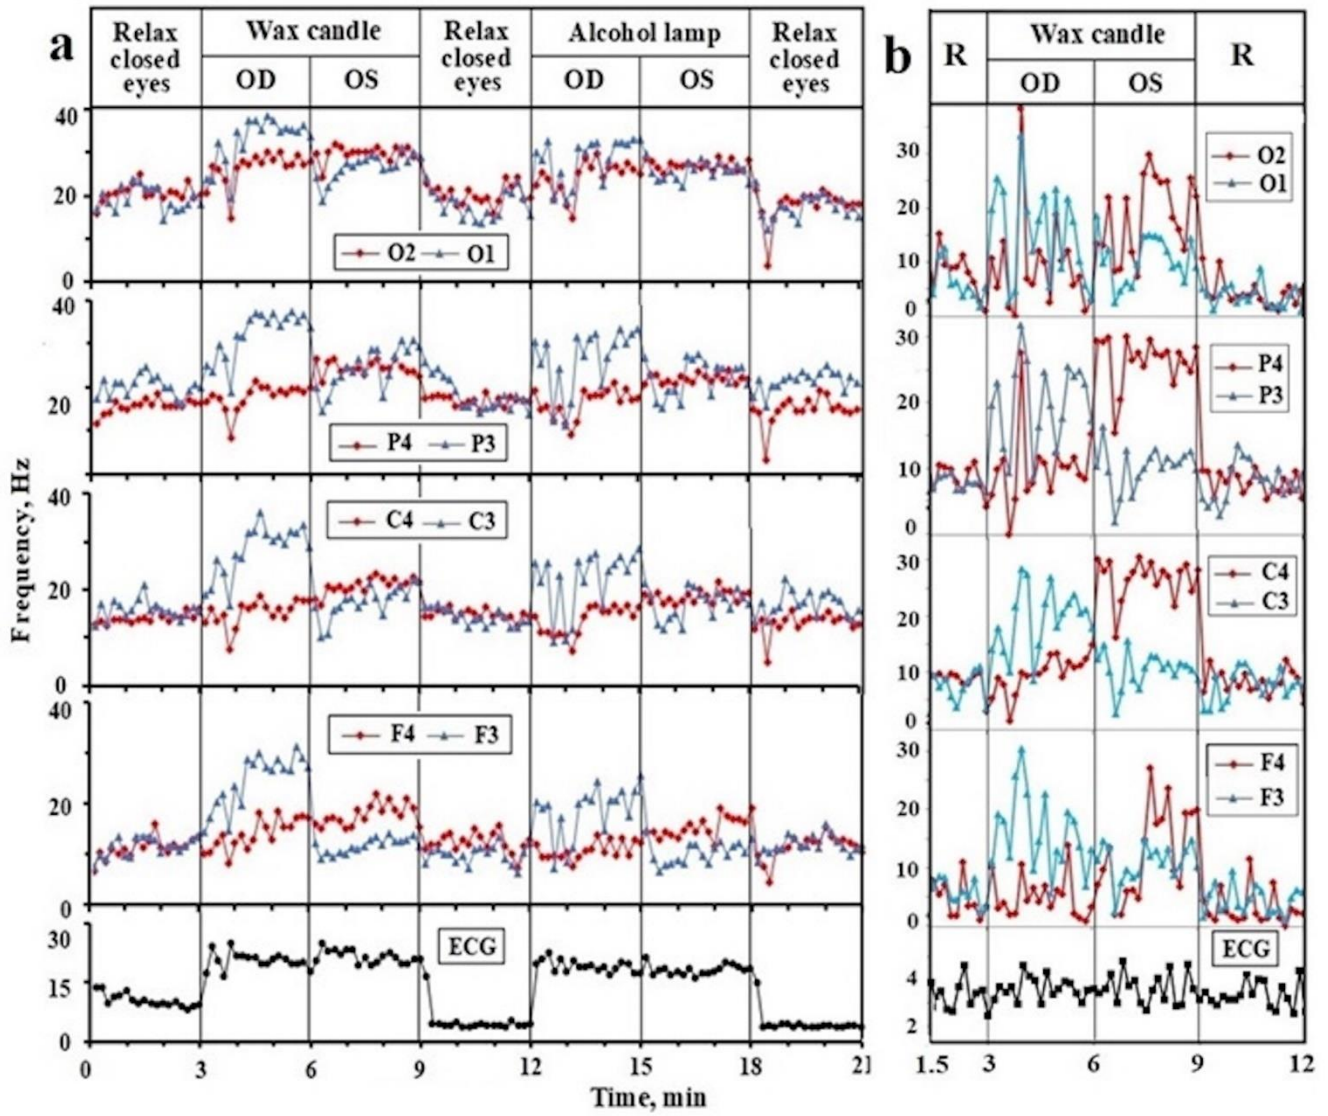 a
Relax closed eyes
Wax candle
OD
OS
Relax closed eyes
Alcohol lamp
OD
OS
Relax closed eyes
40
20
0
O2 O1
40
20
P4 P3
40
20
0
C4 C3
40
20
0
F4 F3
30
15
0
ECG
0 3 6 9 12 15 18 21
Frequency, Hz
Time, min
b
R
Wax candle
OD
OS
R
30
20
10
0
O2
O1
30
20
10
0
P4
P3
30
20
10
0
C4
C3
30
20
10
0
F4
F3
ECG
4
2
1.5 3 6 9 12